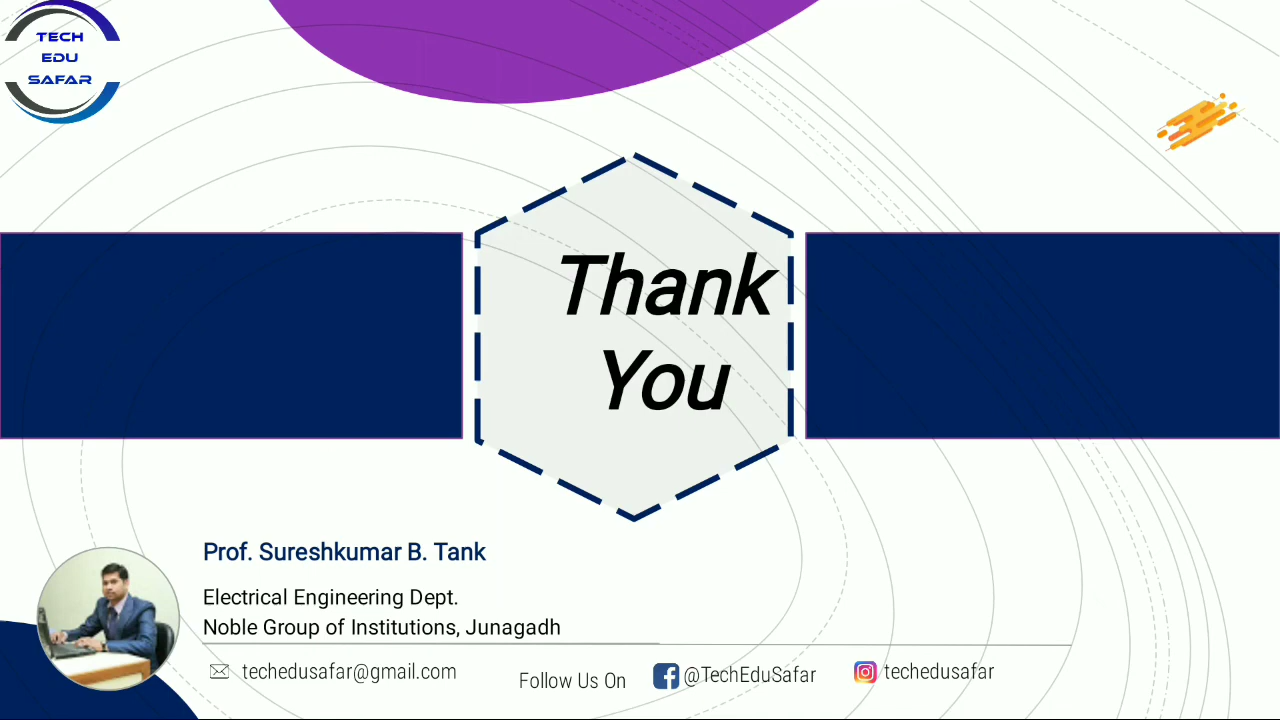 TECH
EDU
SAFAR
Thank
You
Prof. Sureshkumar B. Tank
Electrical Engineering Dept.
Noble Group of Institutions, Junagadh
techedusafar@gmail.com
Follow Us On
@TechEduSafar
techedusafar